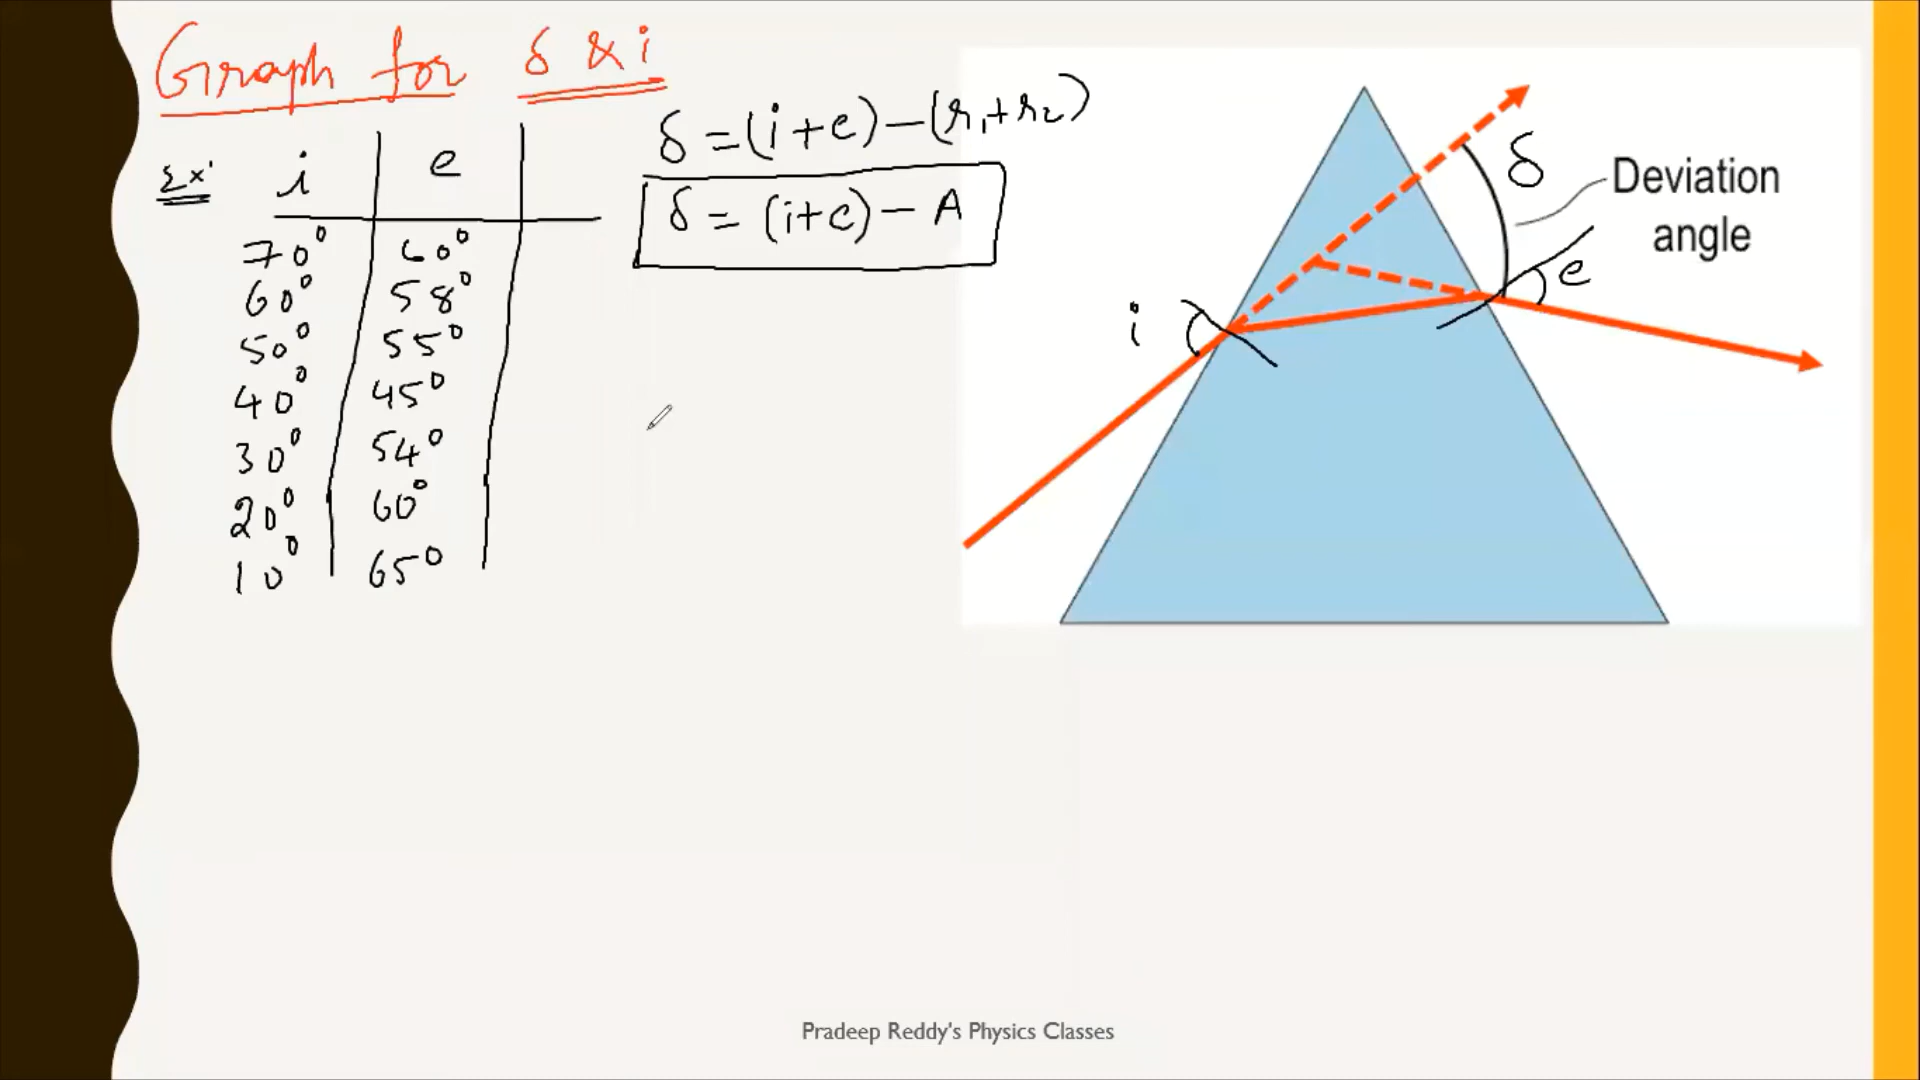 Graph for δ & i
δ = (i+e) – (r₁+r₂)
δ = (i+e) – A
Ex: i e
70° 60°
60° 58°
50° 55°
40° 45°
30° 54°
20° 60°
10° 65°
δ
Deviation
angle
i
e
Pradeep Reddy's Physics Classes